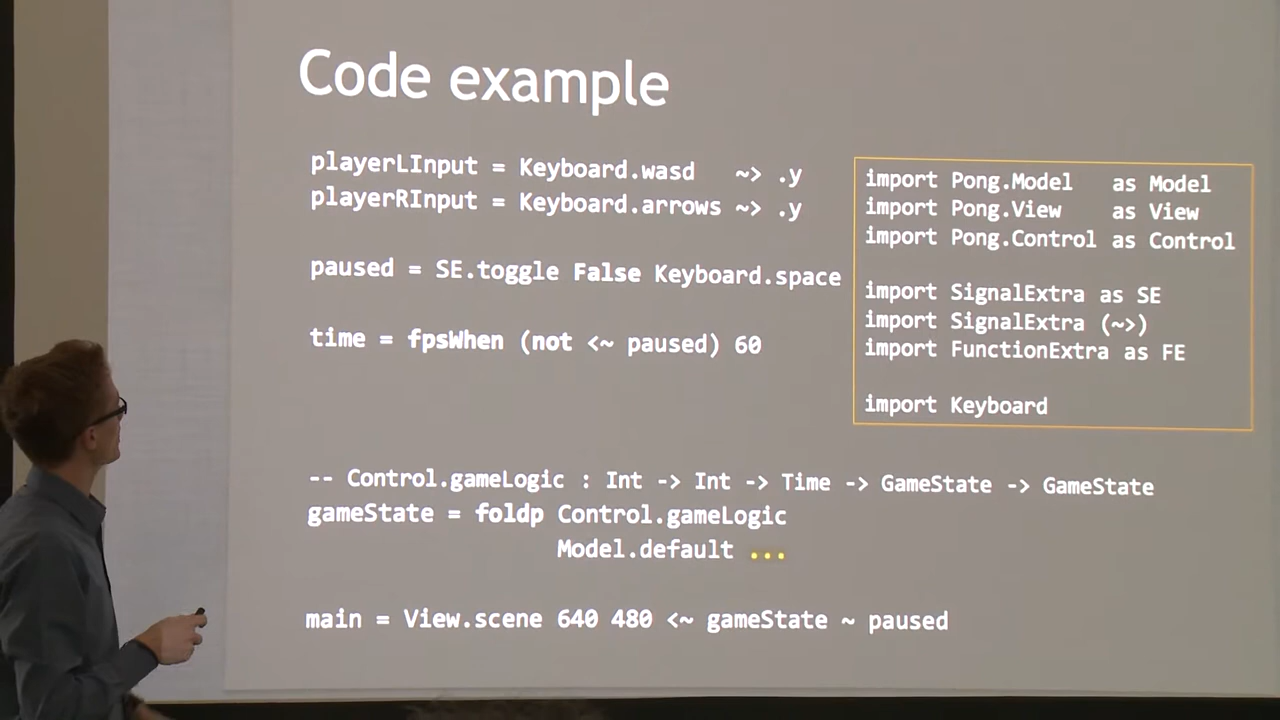 Code example
playerLInput = Keyboard.wasd   ~> .y
playerRInput = Keyboard.arrows ~> .y
paused = SE.toggle False Keyboard.space
time = fpsWhen (not <~ paused) 60
-- Control.gameLogic : Int -> Int -> Time -> GameState -> GameState
gameState = foldp Control.gameLogic
Model.default ...
main = View.scene 640 480 <~ gameState ~ paused
import Pong.Model   as Model
import Pong.View    as View
import Pong.Control as Control
import SignalExtra as SE
import SignalExtra (~>)
import FunctionExtra as FE
import Keyboard